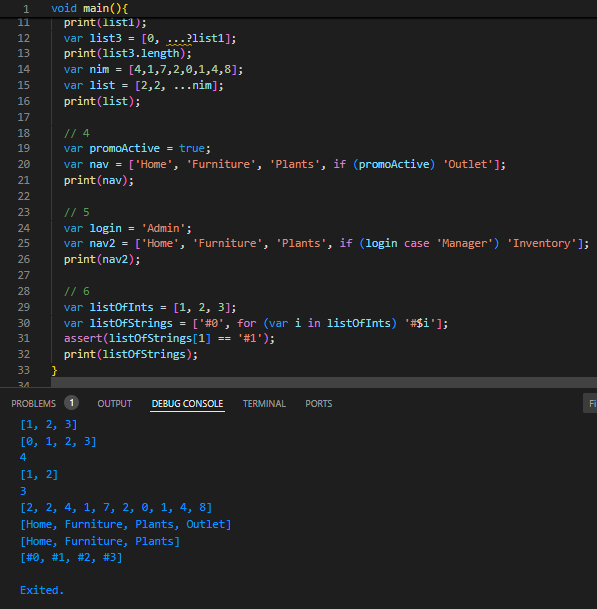 1 void main(){
11 print(list1);
12 var list3 = [0, ...?list1];
13 print(list3.length);
14 var nim = [4,1,7,2,0,1,4,8];
15 var list = [2,2, ...nim];
16 print(list);
17
18 // 4
19 var promoActive = true;
20 var nav = ['Home', 'Furniture', 'Plants', if (promoActive) 'Outlet'];
21 print(nav);
22
23 // 5
24 var login = 'Admin';
25 var nav2 = ['Home', 'Furniture', 'Plants', if (login case 'Manager') 'Inventory'];
26 print(nav2);
27
28 // 6
29 var listOfInts = [1, 2, 3];
30 var listOfStrings = ['#0', for (var i in listOfInts) '#$i'];
31 assert(listOfStrings[1] == '#1');
32 print(listOfStrings);
33 }
34
PROBLEMS 1 OUTPUT DEBUG CONSOLE TERMINAL PORTS Fi
[1, 2, 3]
[0, 1, 2, 3]
4
[1, 2]
3
[2, 2, 4, 1, 7, 2, 0, 1, 4, 8]
[Home, Furniture, Plants, Outlet]
[Home, Furniture, Plants]
[#0, #1, #2, #3]
Exited.